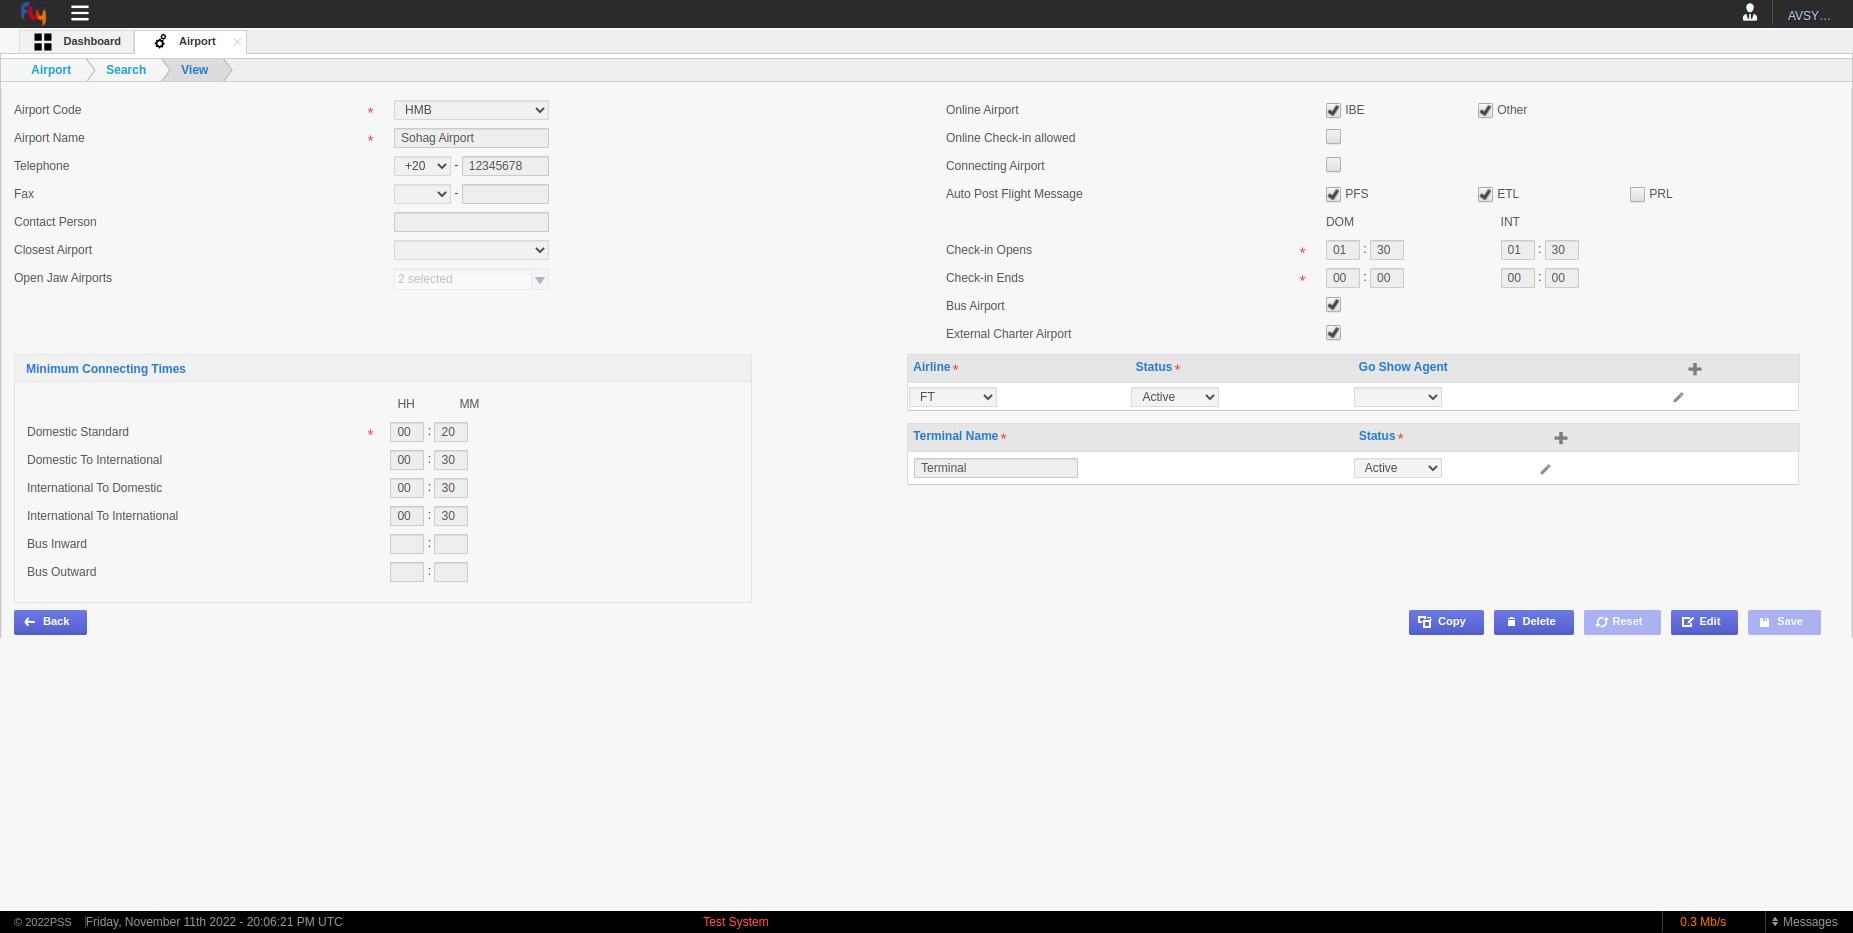 Fly
AVSY...
Dashboard
Airport
Airport
Search
View
Airport Code * HMB
Airport Name * Sohag Airport
Telephone +20 - 12345678
Fax -
Contact Person
Closest Airport
Open Jaw Airports 2 selected
Online Airport IBE Other
Online Check-in allowed
Connecting Airport
Auto Post Flight Message PFS ETL PRL
DOM INT
Check-in Opens * 01 : 30 01 : 30
Check-in Ends * 00 : 00 00 : 00
Bus Airport
External Charter Airport
Minimum Connecting Times
HH MM
Domestic Standard * 00 : 20
Domestic To International 00 : 30
International To Domestic 00 : 30
International To International 00 : 30
Bus Inward :
Bus Outward :
Airline * Status * Go Show Agent
FT Active
Terminal Name * Status *
Terminal Active
Back
Copy Delete Reset Edit Save
© 2022PSS Friday, November 11th 2022 - 20:06:21 PM UTC Test System 0.3 Mb/s Messages